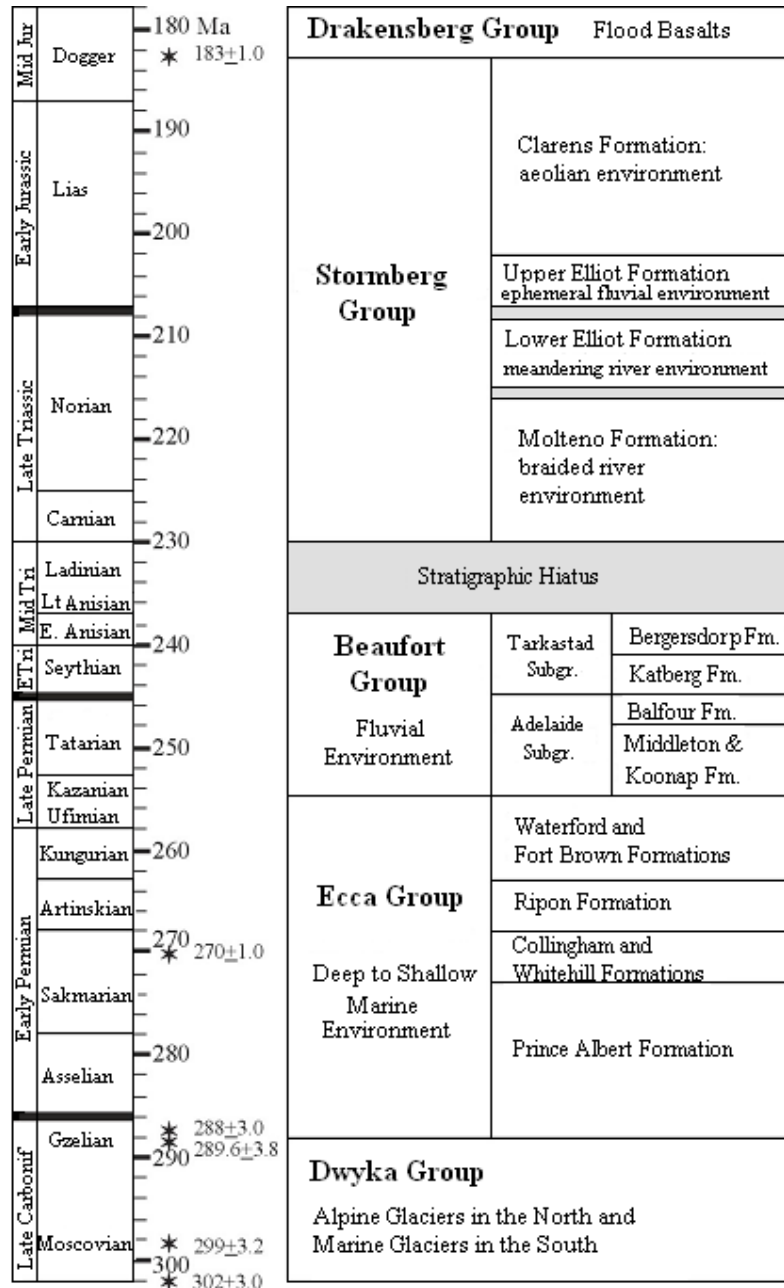 Mid Jur
Early Jurassic
Late Triassic
Mid Tri
ETri
Late Permian
Early Permian
Late Carbonif
Dogger
Lias
Norian
Carnian
Ladinian
Lt Anisian
E. Anisian
Seythian
Tatarian
Kazanian
Ufimian
Kungurian
Artinskian
Sakmarian
Asselian
Gzelian
Moscovian
180 Ma
183±1.0
190
200
210
220
230
240
250
260
270
270±1.0
280
288±3.0
289.6±3.8
290
299±3.2
300
302±3.0
Drakensberg Group Flood Basalts
Stormberg
Group
Clarens Formation:
aeolian environment
Upper Elliot Formation
ephemeral fluvial environment
Lower Elliot Formation
meandering river environment
Molteno Formation:
braided river
environment
Stratigraphic Hiatus
Beaufort
Group
Fluvial
Environment
Tarkastad
Subgr.
Bergersdorp Fm.
Katberg Fm.
Adelaide
Subgr.
Balfour Fm.
Middleton &
Koonap Fm.
Ecca Group
Deep to Shallow
Marine
Environment
Waterford and
Fort Brown Formations
Ripon Formation
Collingham and
Whitehill Formations
Prince Albert Formation
Dwyka Group
Alpine Glaciers in the North and
Marine Glaciers in the South